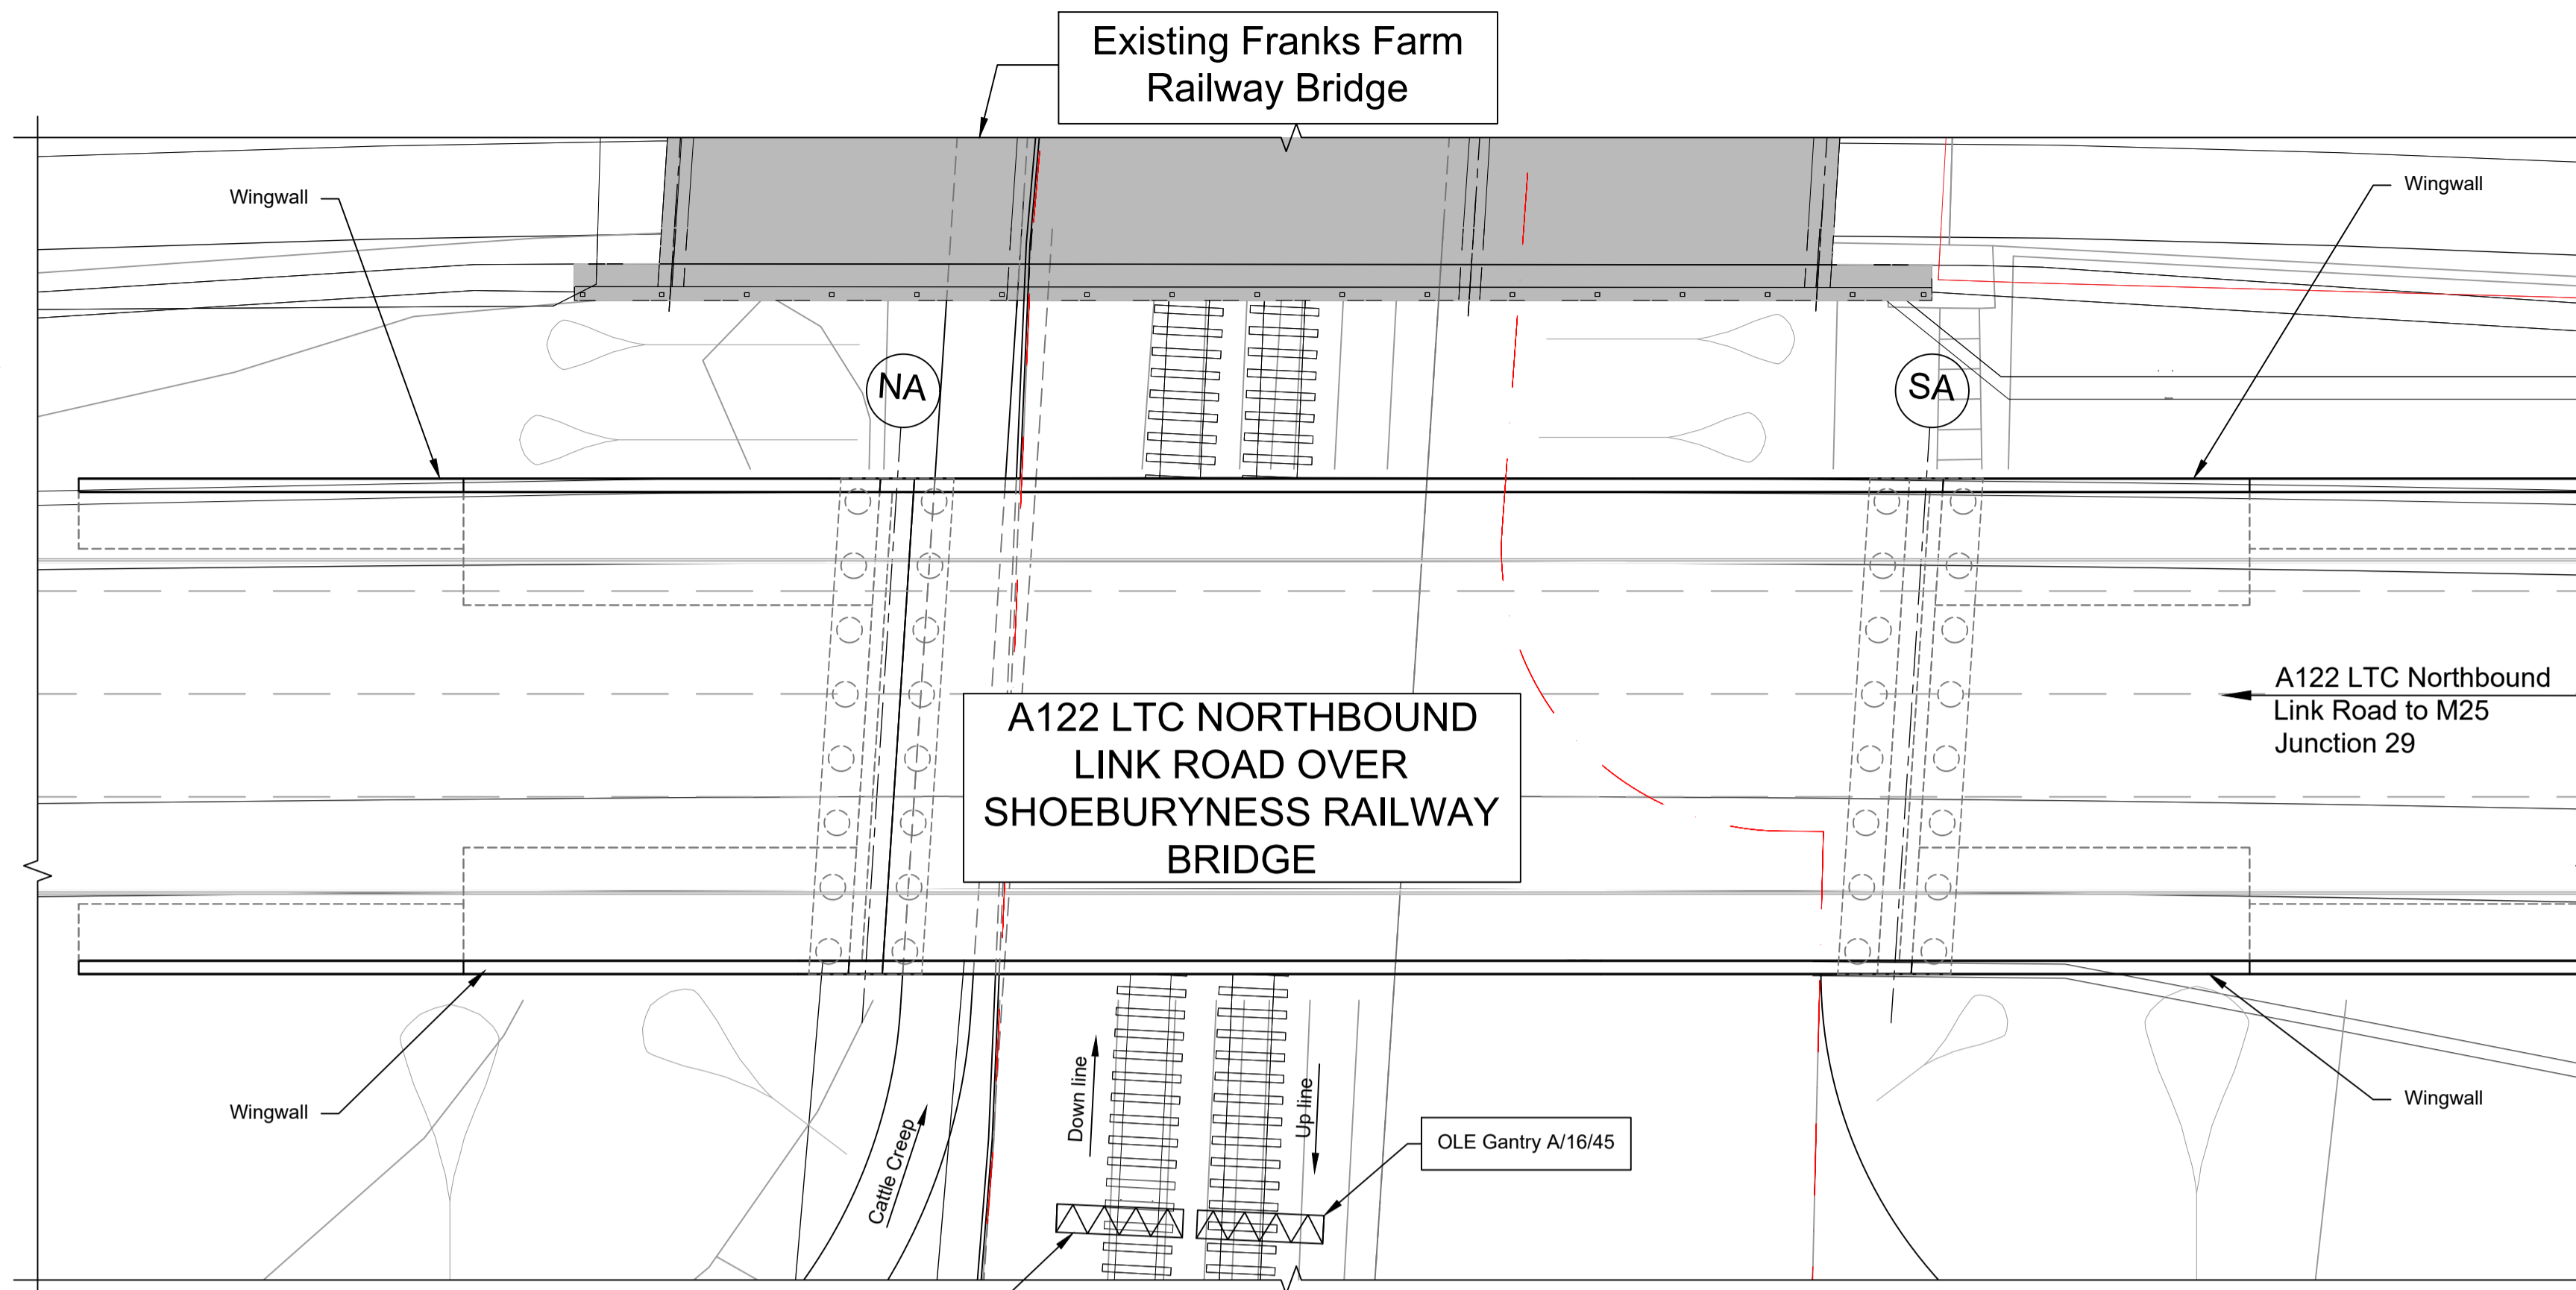 Existing Franks Farm
Railway Bridge
Wingwall
Wingwall
NA
SA
A122 LTC Northbound
Link Road to M25
Junction 29
A122 LTC NORTHBOUND
LINK ROAD OVER
SHOEBURYNESS RAILWAY
BRIDGE
Wingwall
Cattle Creep
Down line
Up line
OLE Gantry A/16/45
Wingwall